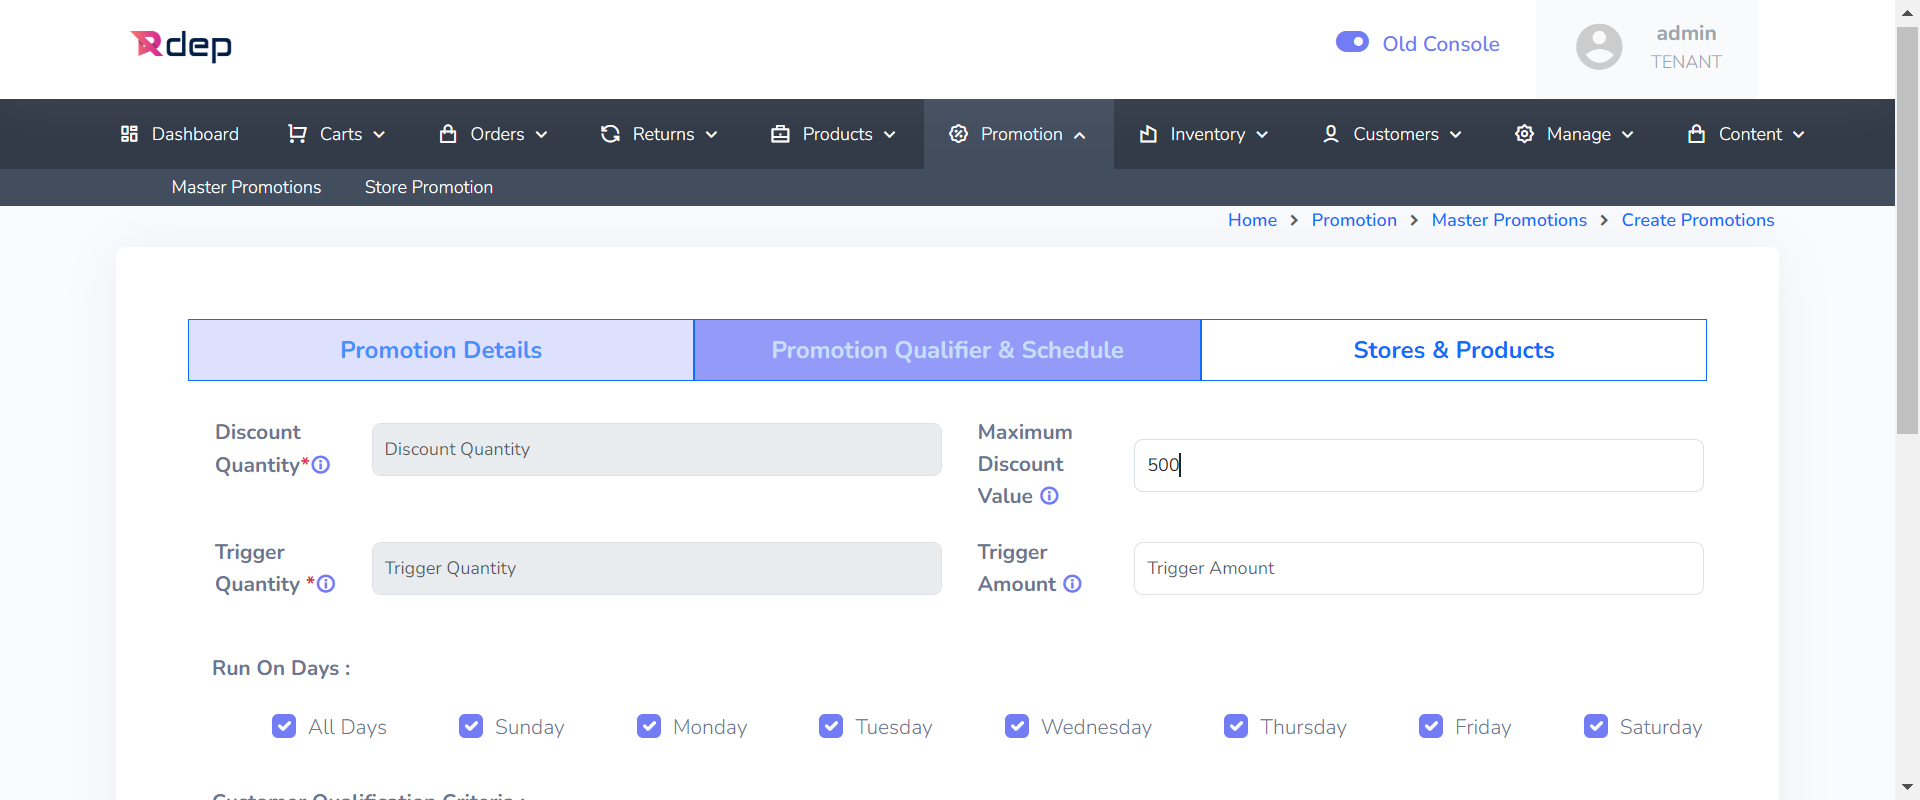 Rdep
Old Console
admin
TENANT
Dashboard Carts Orders Returns Products Promotion Inventory Customers Manage Content
Master Promotions Store Promotion
Home > Promotion > Master Promotions > Create Promotions
Promotion Details Promotion Qualifier & Schedule Stores & Products
Discount
Quantity*
Discount Quantity
Maximum
Discount
Value
500
Trigger
Quantity *
Trigger Quantity
Trigger
Amount
Trigger Amount
Run On Days :
All Days Sunday Monday Tuesday Wednesday Thursday Friday Saturday
Customer Qualification Criteria :